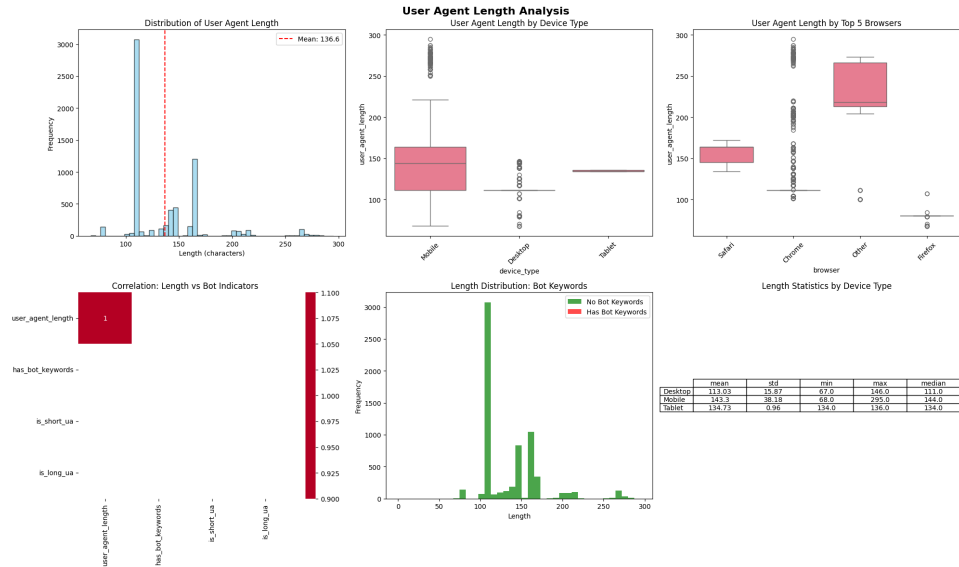 User Agent Length Analysis
Distribution of User Agent Length
Mean: 136.6
3000
2500
2000
1500
1000
500
0
Frequency
100
150
200
250
300
Length (characters)
User Agent Length by Device Type
300
250
200
150
100
user_agent_length
Mobile
Desktop
Tablet
device_type
User Agent Length by Top 5 Browsers
300
250
200
150
100
user_agent_length
Safari
Chrome
Other
Firefox
browser
Correlation: Length vs Bot Indicators
user_agent_length
has_bot_keywords
is_short_ua
is_long_ua
1
user_agent_length
has_bot_keywords
is_short_ua
is_long_ua
1.100
1.075
1.050
1.025
1.000
0.975
0.950
0.925
0.900
Length Distribution: Bot Keywords
No Bot Keywords
Has Bot Keywords
3000
2500
2000
1500
1000
500
0
Frequency
0
50
100
150
200
250
300
Length
Length Statistics by Device Type
mean std min max median
Desktop 113.03 15.87 67.0 146.0 111.0
Mobile 143.3 38.18 68.0 295.0 144.0
Tablet 134.73 0.96 134.0 136.0 134.0